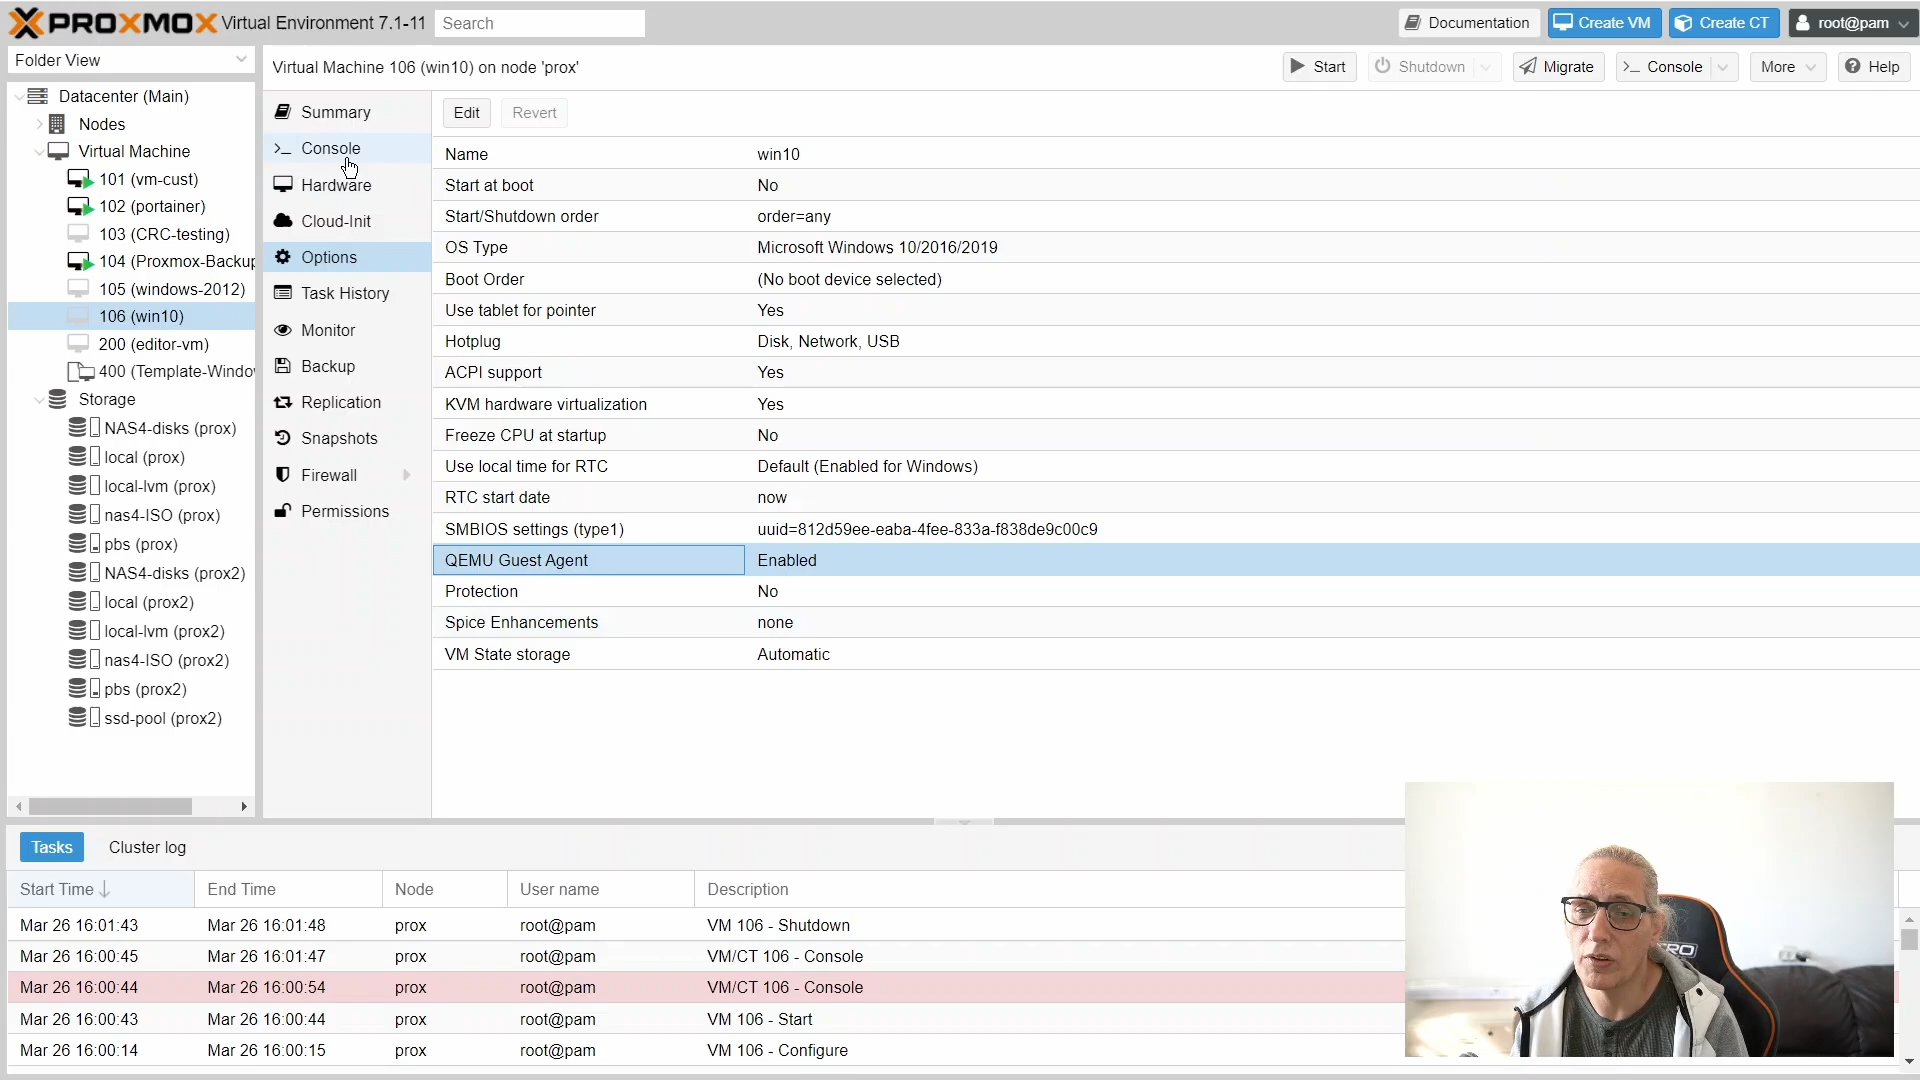 PROXMOX Virtual Environment 7.1-11 Search
Documentation Create VM Create CT root@pam
Folder View
Virtual Machine 106 (win10) on node 'prox'
Start Shutdown Migrate Console More Help
Datacenter (Main)
Nodes
Virtual Machine
101 (vm-cust)
102 (portainer)
103 (CRC-testing)
104 (Proxmox-Backup
105 (windows-2012)
106 (win10)
200 (editor-vm)
400 (Template-Windo
Storage
NAS4-disks (prox)
local (prox)
local-lvm (prox)
nas4-ISO (prox)
pbs (prox)
NAS4-disks (prox2)
local (prox2)
local-lvm (prox2)
nas4-ISO (prox2)
pbs (prox2)
ssd-pool (prox2)
Summary
Console
Hardware
Cloud-Init
Options
Task History
Monitor
Backup
Replication
Snapshots
Firewall
Permissions
Edit Revert
Name win10
Start at boot No
Start/Shutdown order order=any
OS Type Microsoft Windows 10/2016/2019
Boot Order (No boot device selected)
Use tablet for pointer Yes
Hotplug Disk, Network, USB
ACPI support Yes
KVM hardware virtualization Yes
Freeze CPU at startup No
Use local time for RTC Default (Enabled for Windows)
RTC start date now
SMBIOS settings (type1) uuid=812d59ee-eaba-4fee-833a-f838de9c00c9
QEMU Guest Agent Enabled
Protection No
Spice Enhancements none
VM State storage Automatic
Tasks Cluster log
Start Time End Time Node User name Description
Mar 26 16:01:43 Mar 26 16:01:48 prox root@pam VM 106 - Shutdown
Mar 26 16:00:45 Mar 26 16:01:47 prox root@pam VM/CT 106 - Console
Mar 26 16:00:44 Mar 26 16:00:54 prox root@pam VM/CT 106 - Console
Mar 26 16:00:43 Mar 26 16:00:44 prox root@pam VM 106 - Start
Mar 26 16:00:14 Mar 26 16:00:15 prox root@pam VM 106 - Configure